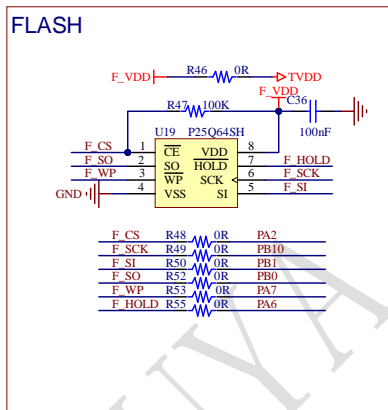 FLASH
F_VDD R46 0R TVDD
F_VDD
R47 100K C36
100nF
U19 P25Q64SH
F_CS 1 CE VDD 8
F_SO 2 SO HOLD 7 F_HOLD
F_WP 3 WP SCK 6 F_SCK
GND 4 VSS SI 5 F_SI
F_CS R48 0R PA2
F_SCK R49 0R PB10
F_SI R50 0R PB1
F_SO R52 0R PB0
F_WP R53 0R PA7
F_HOLD R55 0R PA6
UYA